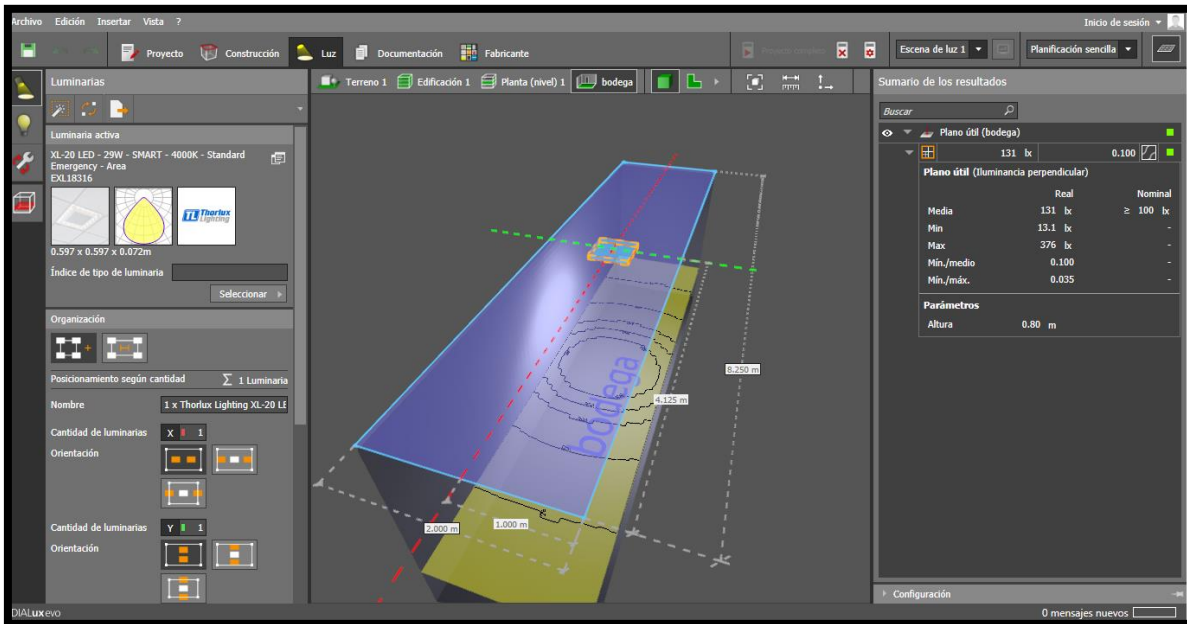 Archivo Edición Insertar Vista ?
Inicio de sesión
Proyecto Construcción Luz Documentación Fabricante
Proyecto completo
Escena de luz 1
Planificación sencilla
Luminarias
Terreno 1 Edificación 1 Planta (nivel) 1 bodega
Sumario de los resultados
Luminaria activa
XL-20 LED - 29W - SMART - 4000K - Standard
Emergency - Area
EXL18316
TL Thorlux
Lighting
0.597 x 0.597 x 0.072m
Índice de tipo de luminaria
Seleccionar
Organización
Posicionamiento según cantidad ∑ 1 Luminaria
Nombre 1 x Thorlux Lighting XL-20 LE
Cantidad de luminarias X 1
Orientación
Cantidad de luminarias Y 1
Orientación
bodega
8.250 m
4.125 m
1.000 m
2.000 m
Buscar
Plano útil (bodega)
131 lx 0.100
Plano útil (Iluminancia perpendicular)
Real Nominal
Media 131 lx ≥ 100 lx
Min 13.1 lx -
Max 376 lx -
Mín./medio 0.100 -
Mín./máx. 0.035 -
Parámetros
Altura 0.80 m
Configuración
DIALux evo
0 mensajes nuevos